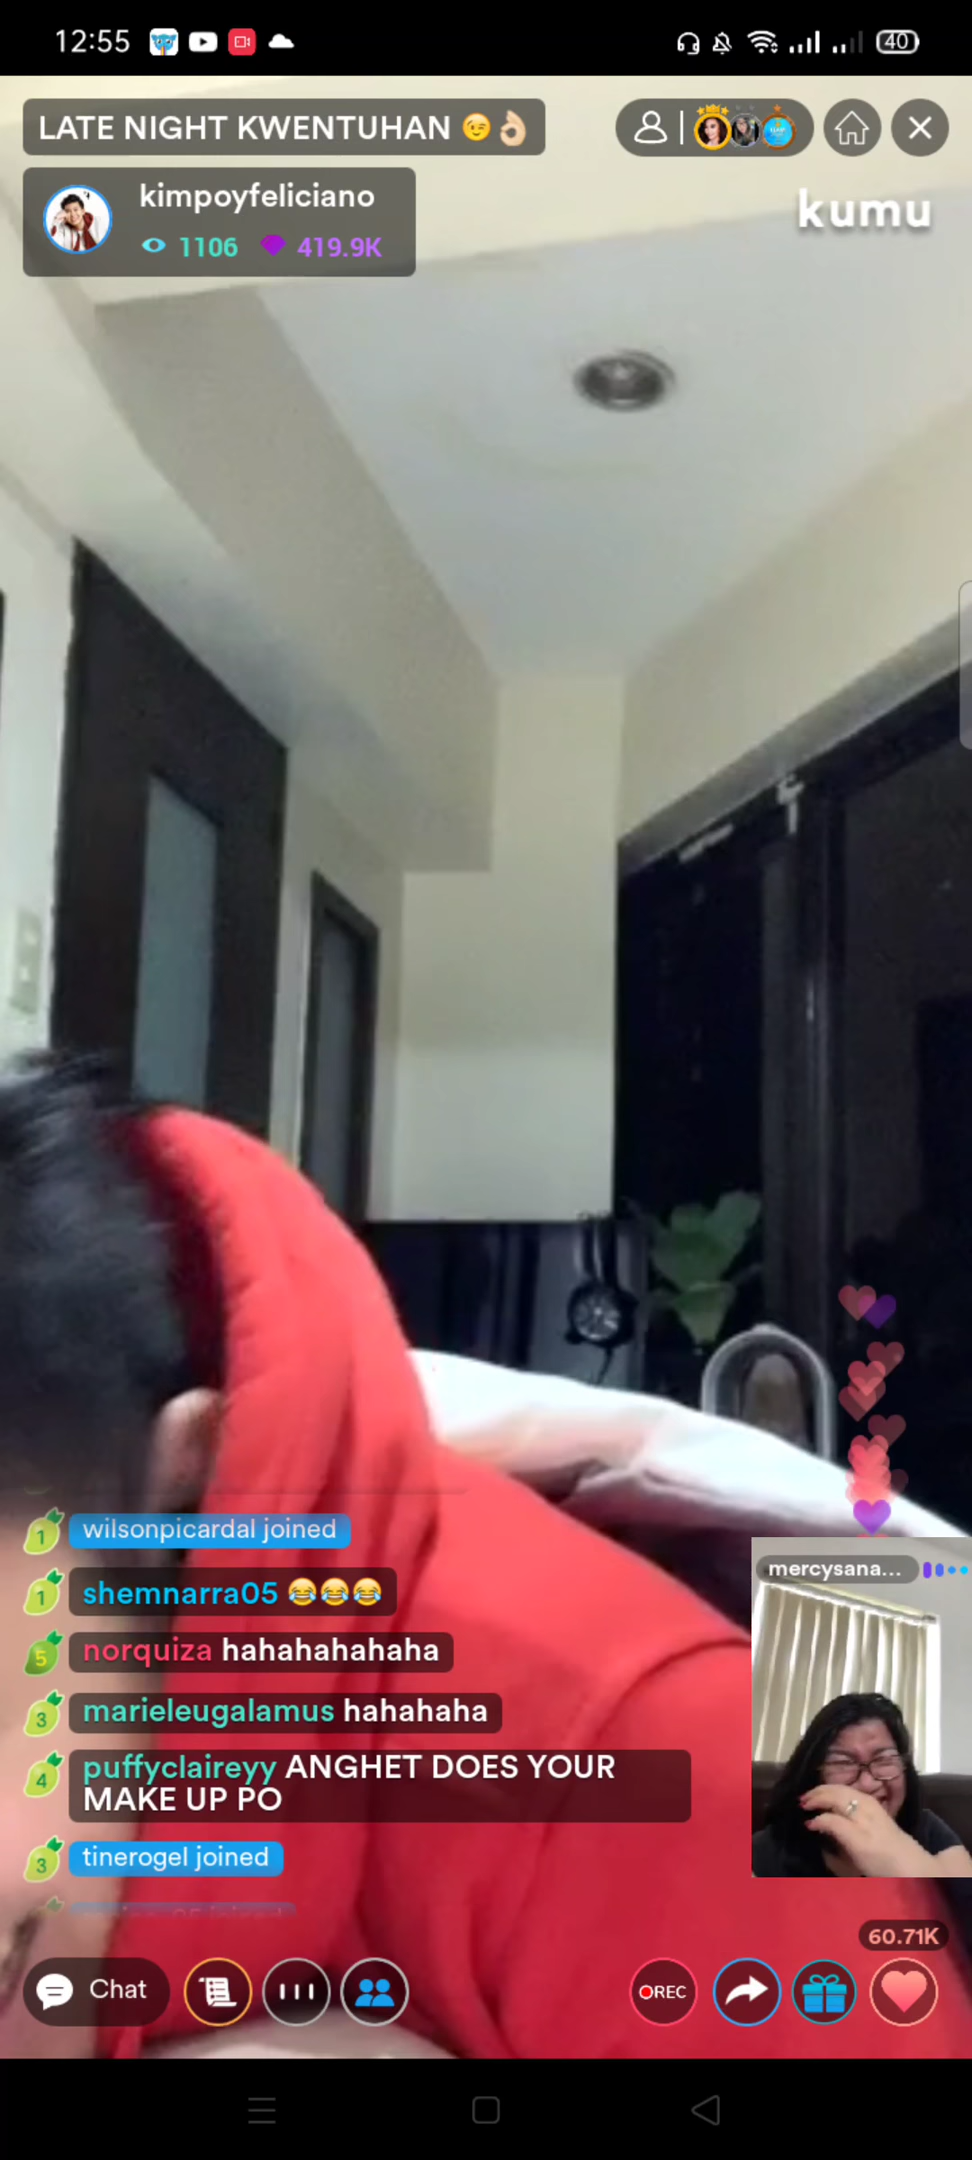 12:55
40
LATE NIGHT KWENTUHAN 😉👌🏼
kimpoyfeliciano
1106 419.9K
kumu
1 wilsonpicardal joined
1 shemnarra05 😂😂😂
5 norquiza hahahahahaha
3 marieleugalamus hahahaha
4 puffyclaireyy ANGHET DOES YOUR
MAKE UP PO
3 tinerogel joined
mercysana...
60.71K
Chat
REC